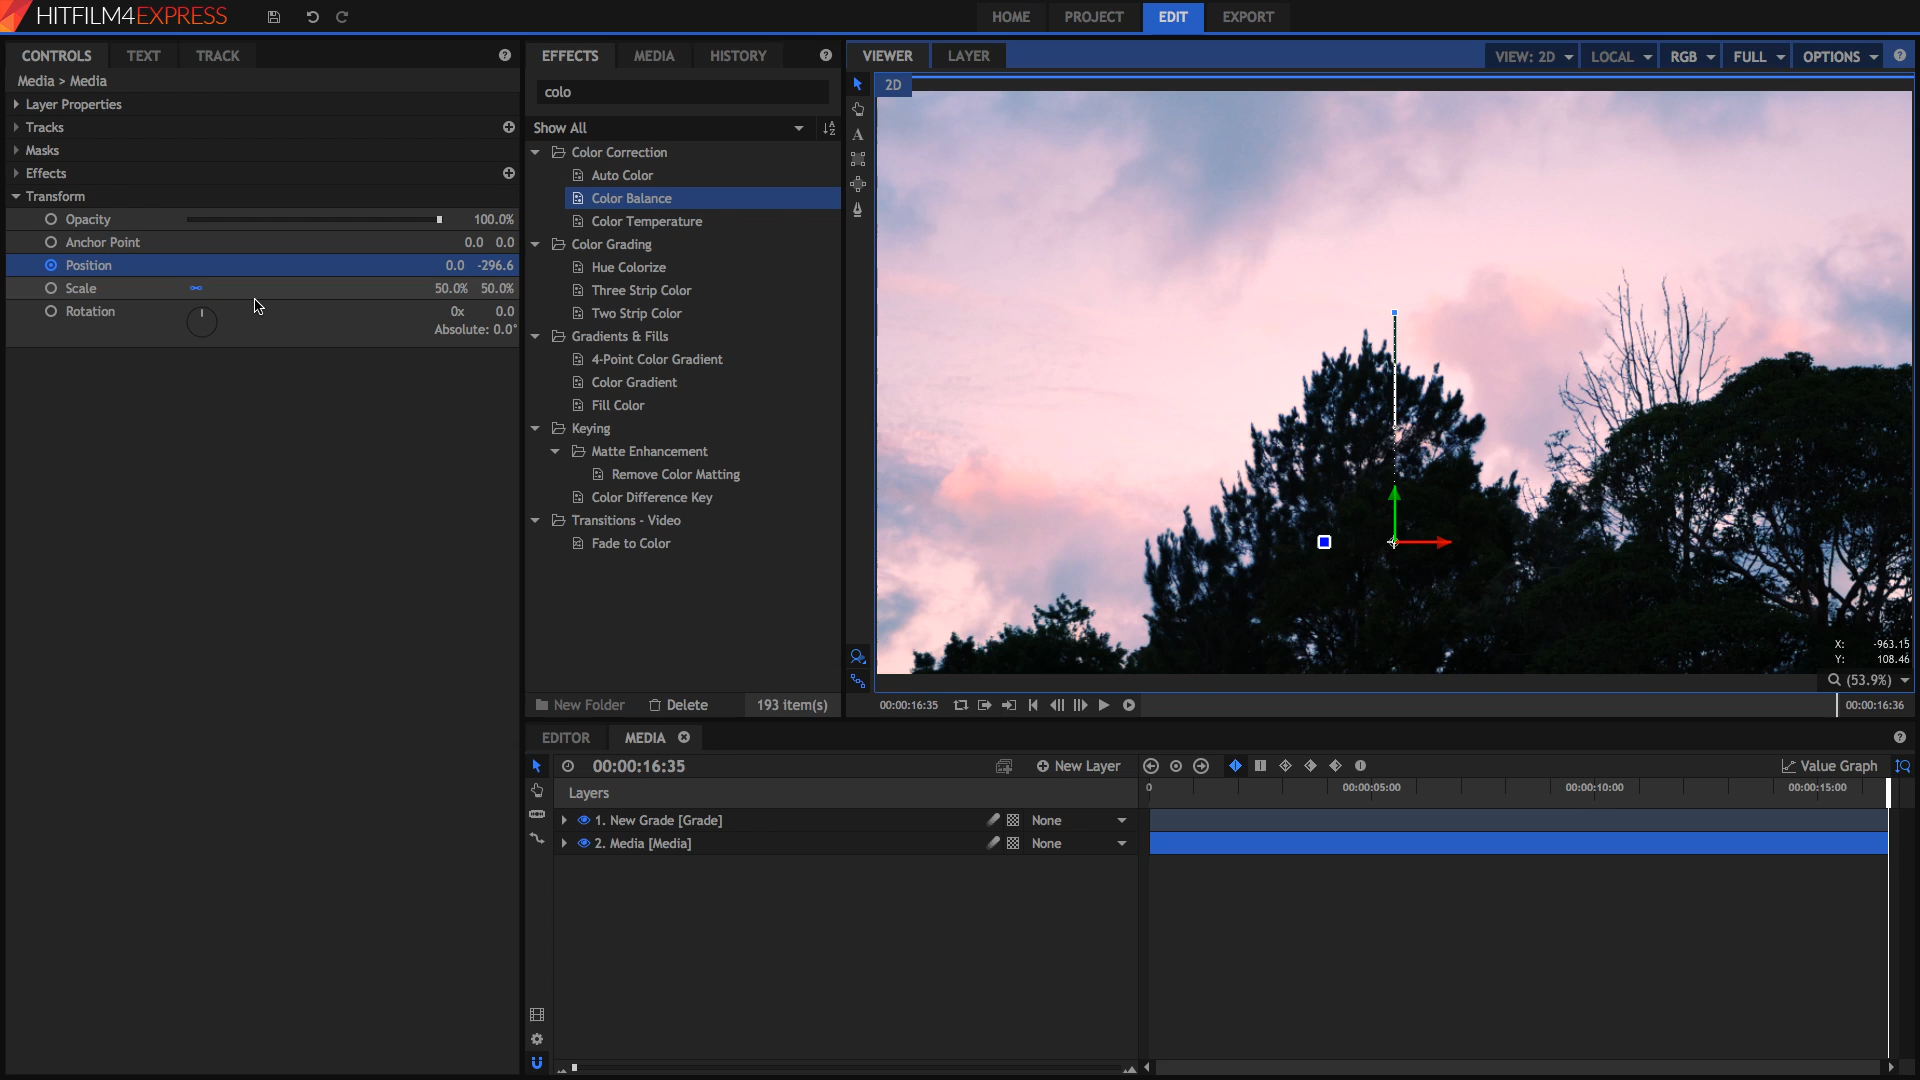 HITFILM4EXPRESS
HOME
PROJECT
EDIT
EXPORT
CONTROLS
TEXT
TRACK
Media > Media
Layer Properties
Tracks
Masks
Effects
Transform
Opacity 100.0%
Anchor Point 0.0 0.0
Position 0.0 -296.6
Scale 50.0% 50.0%
Rotation 0x 0.0
Absolute: 0.0°
EFFECTS
MEDIA
HISTORY
colo
Show All
Color Correction
Auto Color
Color Balance
Color Temperature
Color Grading
Hue Colorize
Three Strip Color
Two Strip Color
Gradients & Fills
4-Point Color Gradient
Color Gradient
Fill Color
Keying
Matte Enhancement
Remove Color Matting
Color Difference Key
Transitions - Video
Fade to Color
New Folder
Delete
193 item(s)
VIEWER
LAYER
VIEW: 2D
LOCAL
RGB
FULL
OPTIONS
2D
X: -963.15
Y: 108.46
(53.9%)
00:00:16:35
00:00:16:36
EDITOR
MEDIA
00:00:16:35
New Layer
Value Graph
Layers
0
00:00:05:00
00:00:10:00
00:00:15:00
1. New Grade [Grade] None
2. Media [Media] None